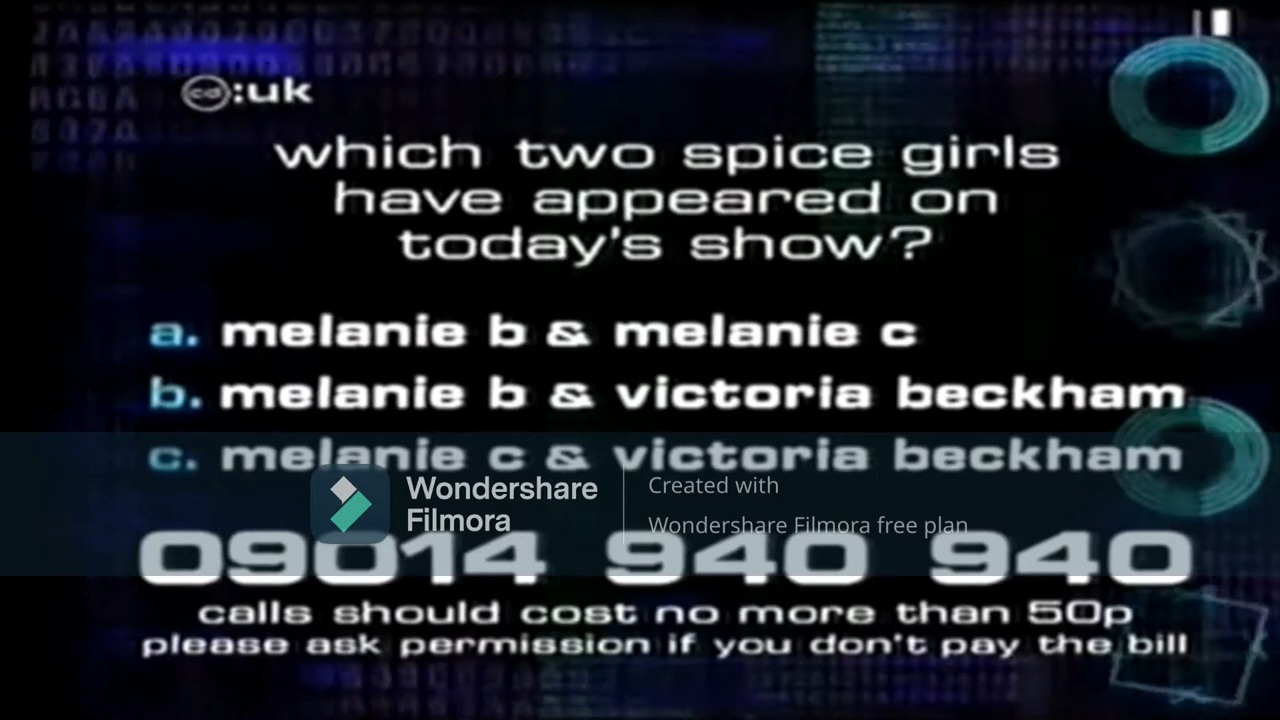 cd:uk
which two spice girls
have appeared on
today's show?
a. melanie b & melanie c
b. melanie b & victoria beckham
c. melanie c & victoria beckham
Wondershare
Filmora
Created with
Wondershare Filmora free plan
09014 940 940
calls should cost no more than 50p
please ask permission if you don't pay the bill